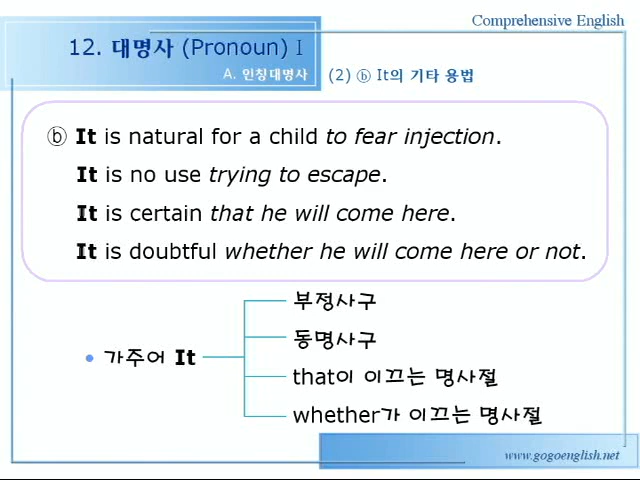 Comprehensive English
12. 대명사 (Pronoun) I
A. 인칭대명사 (2) ⓑ It의 기타 용법
ⓑ It is natural for a child to fear injection.
It is no use trying to escape.
It is certain that he will come here.
It is doubtful whether he will come here or not.
부정사구
동명사구
• 가주어 It
that이 이끄는 명사절
whether가 이끄는 명사절
www.gogoenglish.net